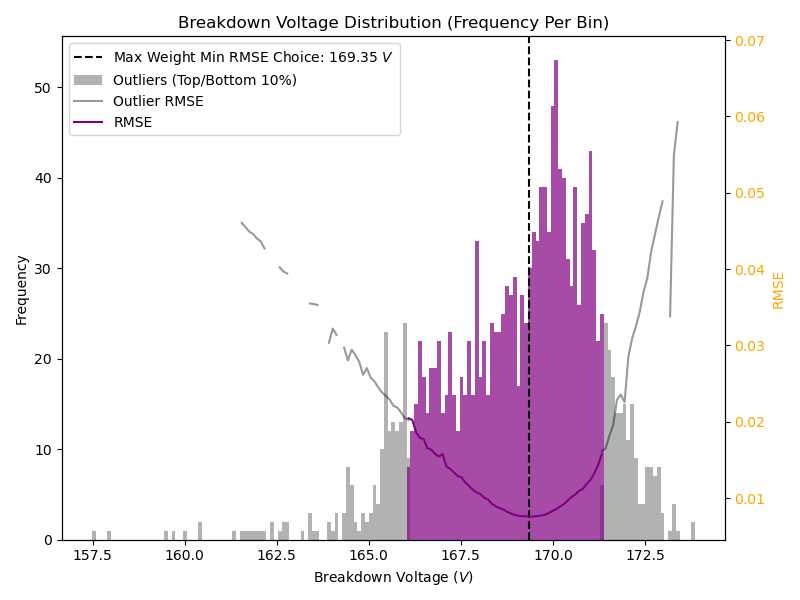 Breakdown Voltage Distribution (Frequency Per Bin)
Max Weight Min RMSE Choice: 169.35 V
Outliers (Top/Bottom 10%)
Outlier RMSE
RMSE
50
40
30
20
10
0
Frequency
157.5
160.0
162.5
165.0
167.5
170.0
172.5
Breakdown Voltage (V)
0.07
0.06
0.05
0.04
0.03
0.02
0.01
RMSE